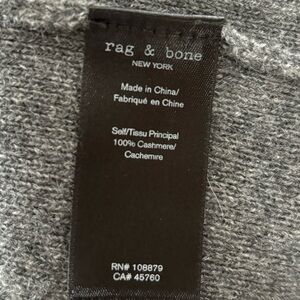 rag & bone
NEW YORK
Made in China/
Fabriqué en Chine
Self/Tissu Principal
100% Cashmere/
Cachemire
RN# 108879
CA# 45760